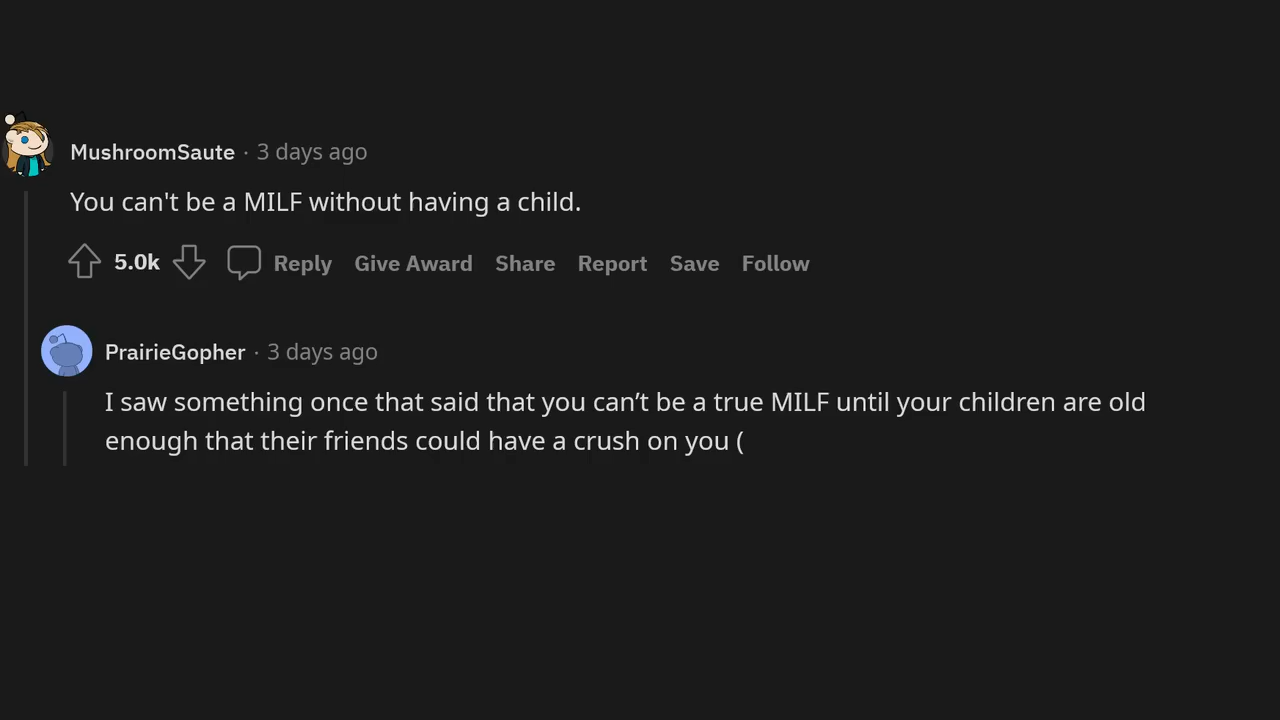 MushroomSaute · 3 days ago
You can't be a MILF without having a child.
5.0k Reply Give Award Share Report Save Follow
PrairieGopher · 3 days ago
I saw something once that said that you can’t be a true MILF until your children are old
enough that their friends could have a crush on you (